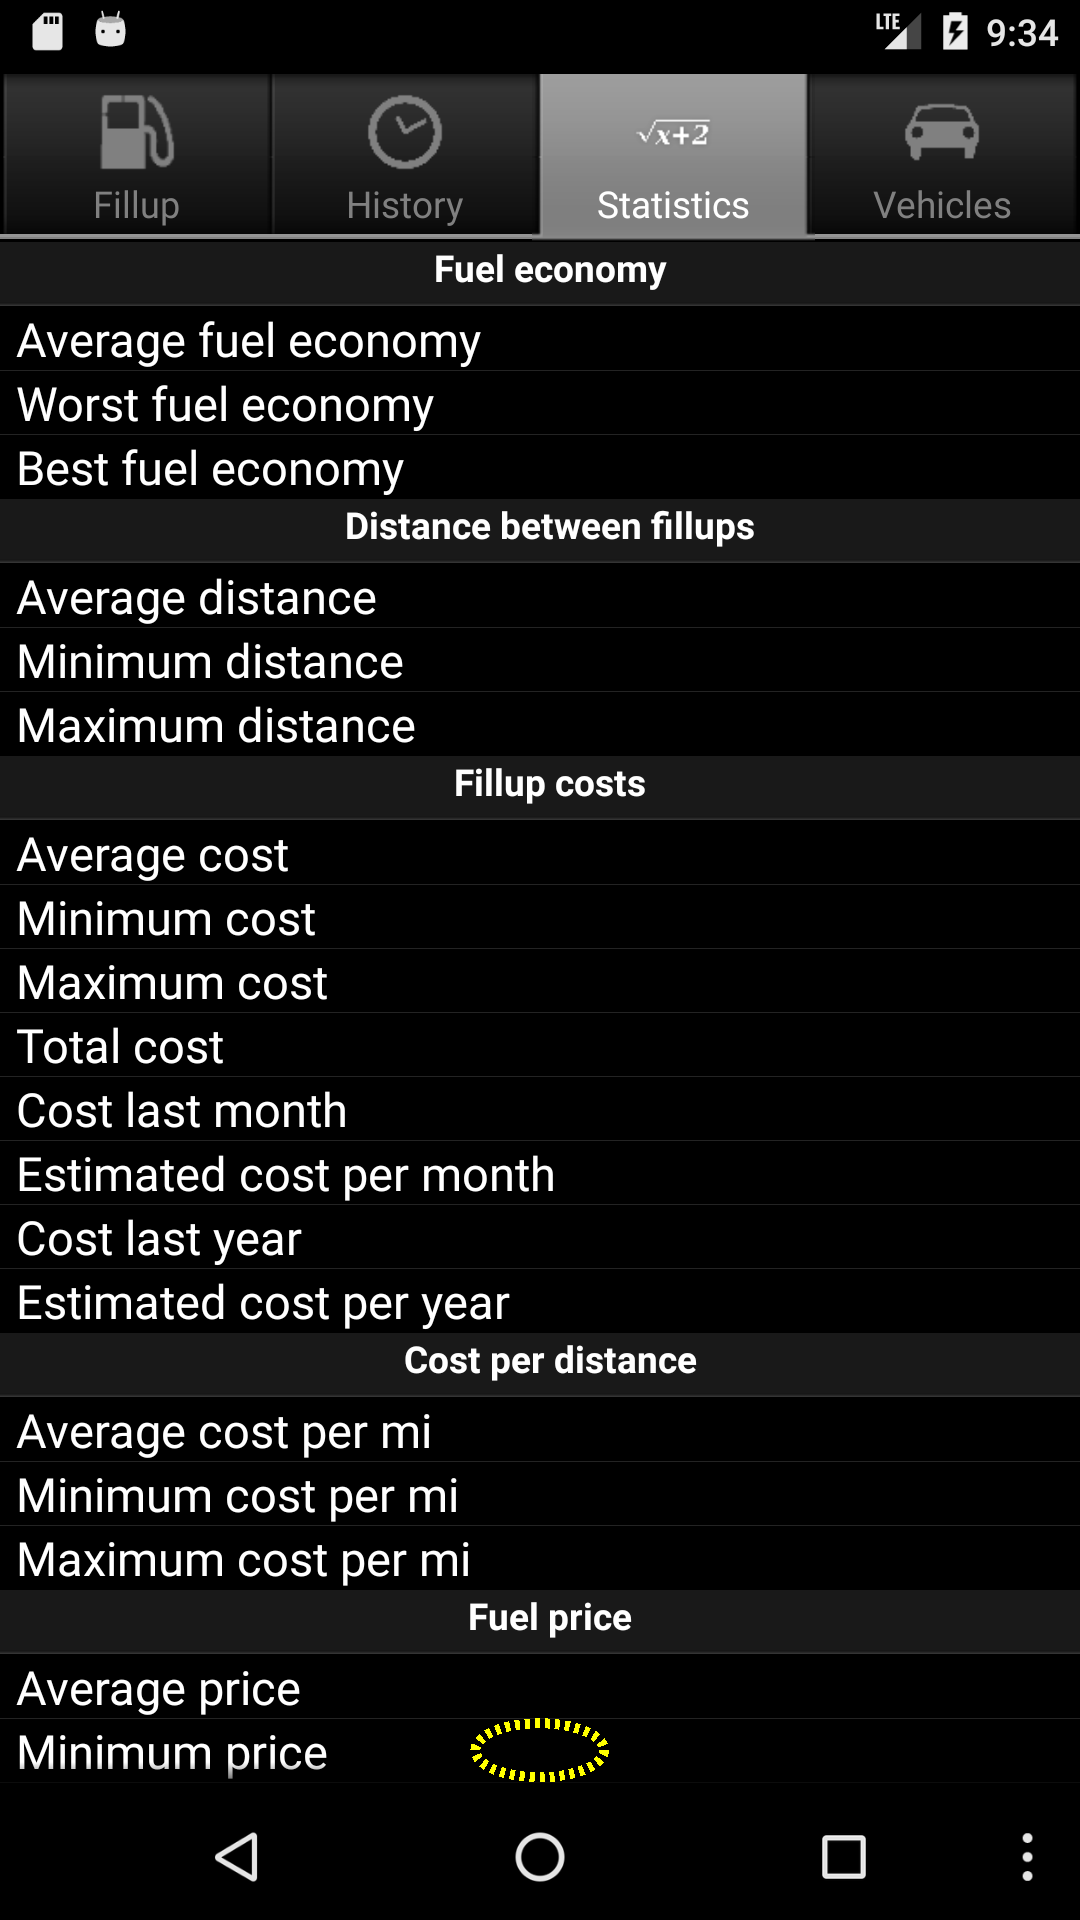 LTE 9:34
√x+2
Fillup History Statistics Vehicles
Fuel economy
Average fuel economy
Worst fuel economy
Best fuel economy
Distance between fillups
Average distance
Minimum distance
Maximum distance
Fillup costs
Average cost
Minimum cost
Maximum cost
Total cost
Cost last month
Estimated cost per month
Cost last year
Estimated cost per year
Cost per distance
Average cost per mi
Minimum cost per mi
Maximum cost per mi
Fuel price
Average price
Minimum price